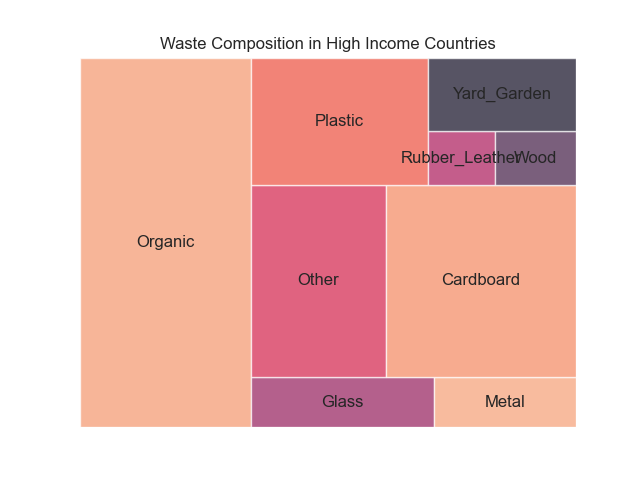 Waste Composition in High Income Countries
Yard_Garden
Plastic
Rubber_Leather
Wood
Organic
Other
Cardboard
Glass
Metal